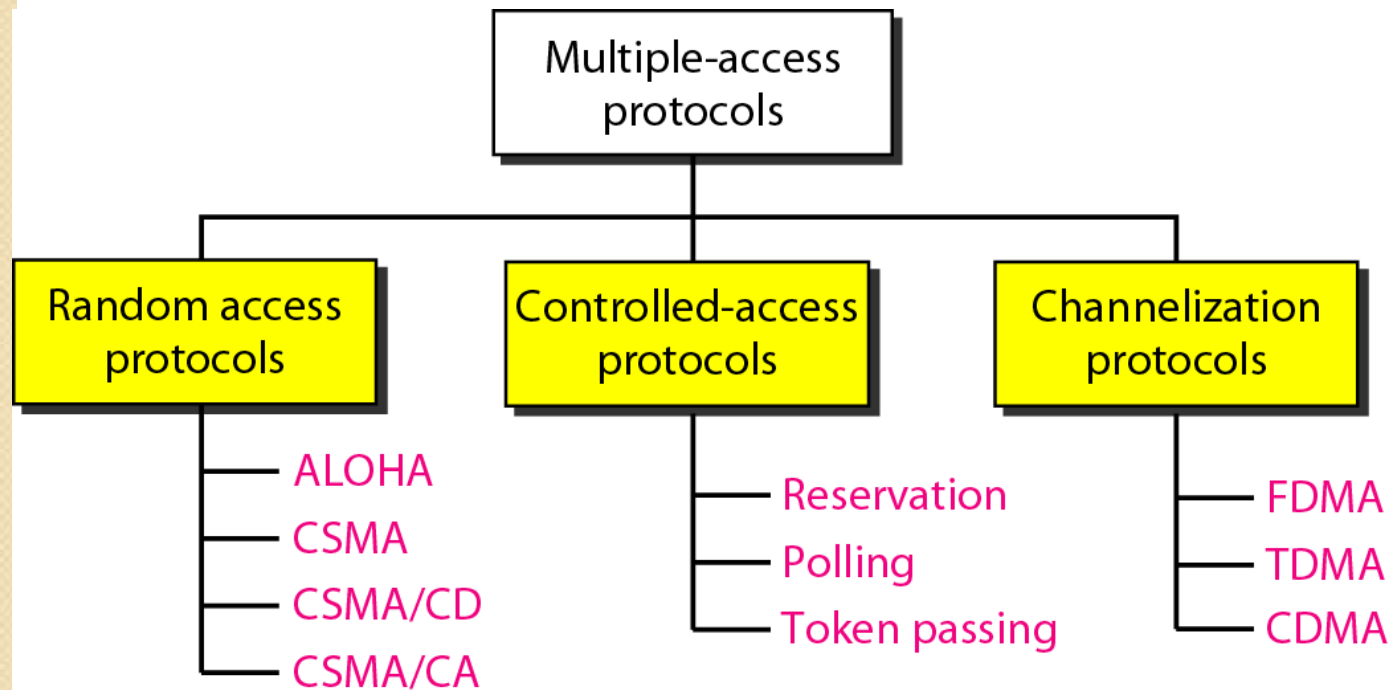 Multiple-access
protocols
Random access
protocols
Controlled-access
protocols
Channelization
protocols
ALOHA
CSMA
CSMA/CD
CSMA/CA
Reservation
Polling
Token passing
FDMA
TDMA
CDMA